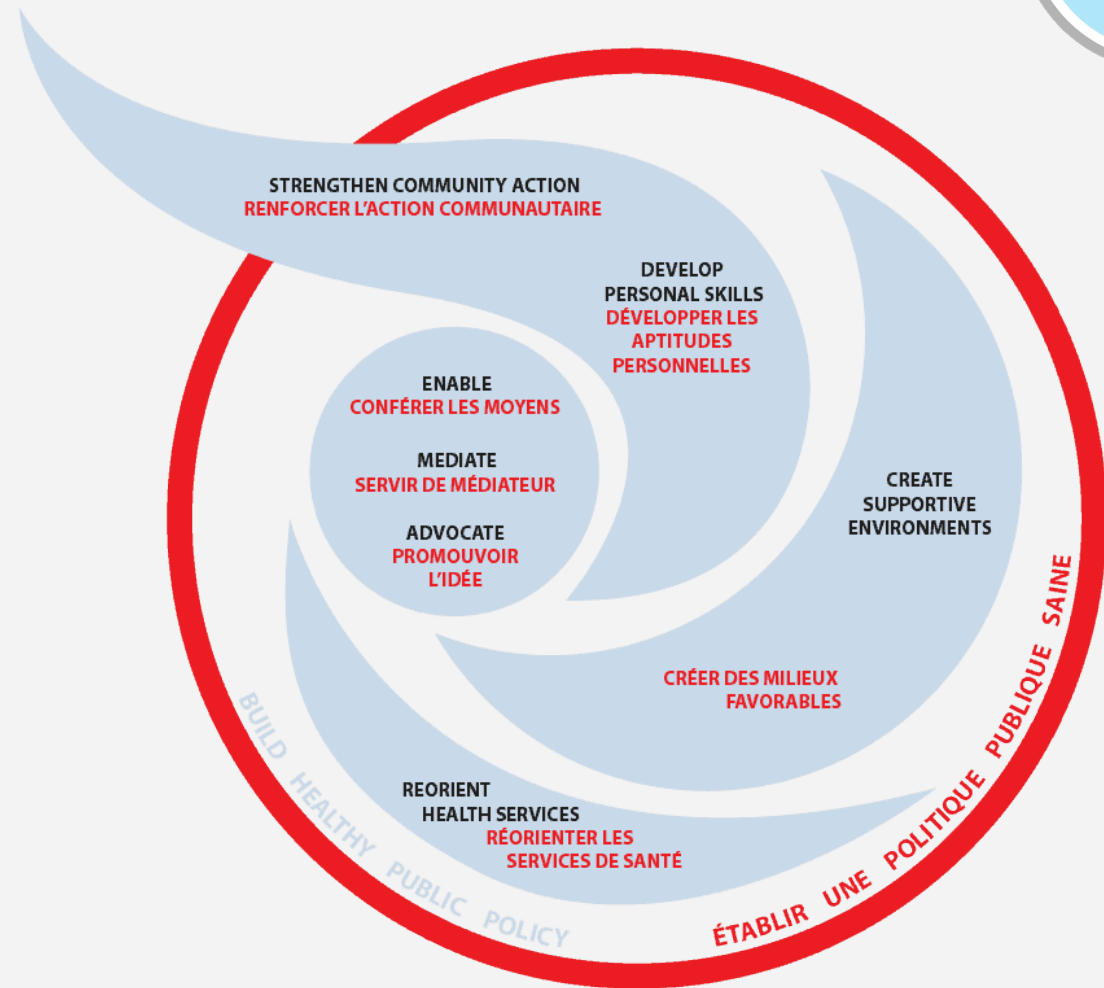 STRENGTHEN COMMUNITY ACTION
RENFORCER L'ACTION COMMUNAUTAIRE
DEVELOP
PERSONAL SKILLS
DÉVELOPPER LES
APTITUDES
PERSONNELLES
ENABLE
CONFÉRER LES MOYENS
MEDIATE
SERVIR DE MÉDIATEUR
ADVOCATE
PROMOUVOIR
L'IDÉE
CREATE
SUPPORTIVE
ENVIRONMENTS
CRÉER DES MILIEUX
FAVORABLES
REORIENT
HEALTH SERVICES
RÉORIENTER LES
SERVICES DE SANTÉ
BUILD HEALTHY PUBLIC POLICY
ÉTABLIR UNE POLITIQUE PUBLIQUE SAINE